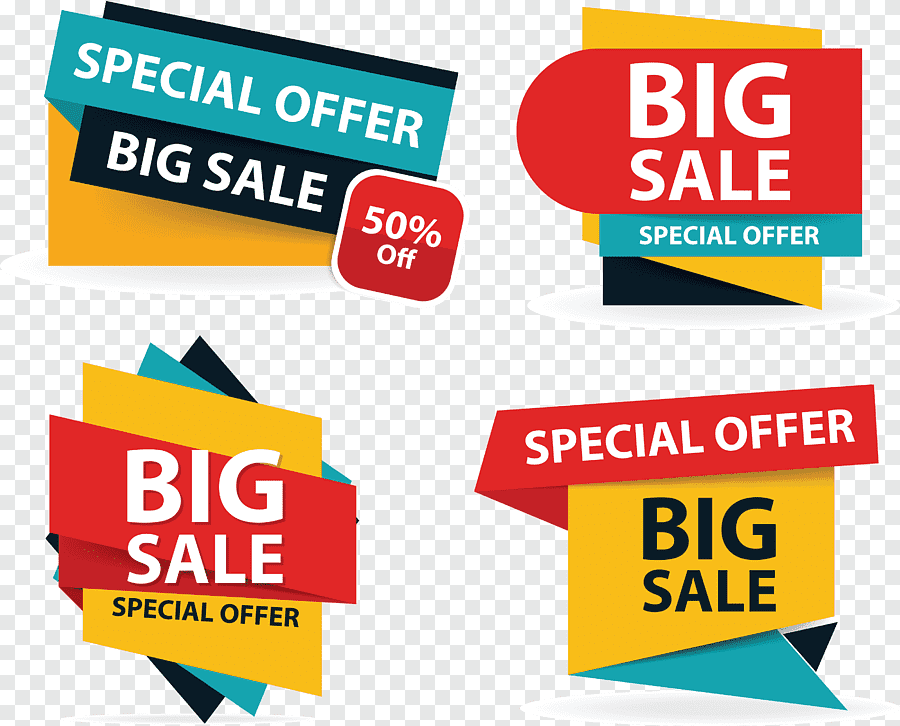 SPECIAL OFFER
BIG SALE
50%
Off
BIG
SALE
SPECIAL OFFER
BIG
SALE
SPECIAL OFFER
SPECIAL OFFER
BIG
SALE